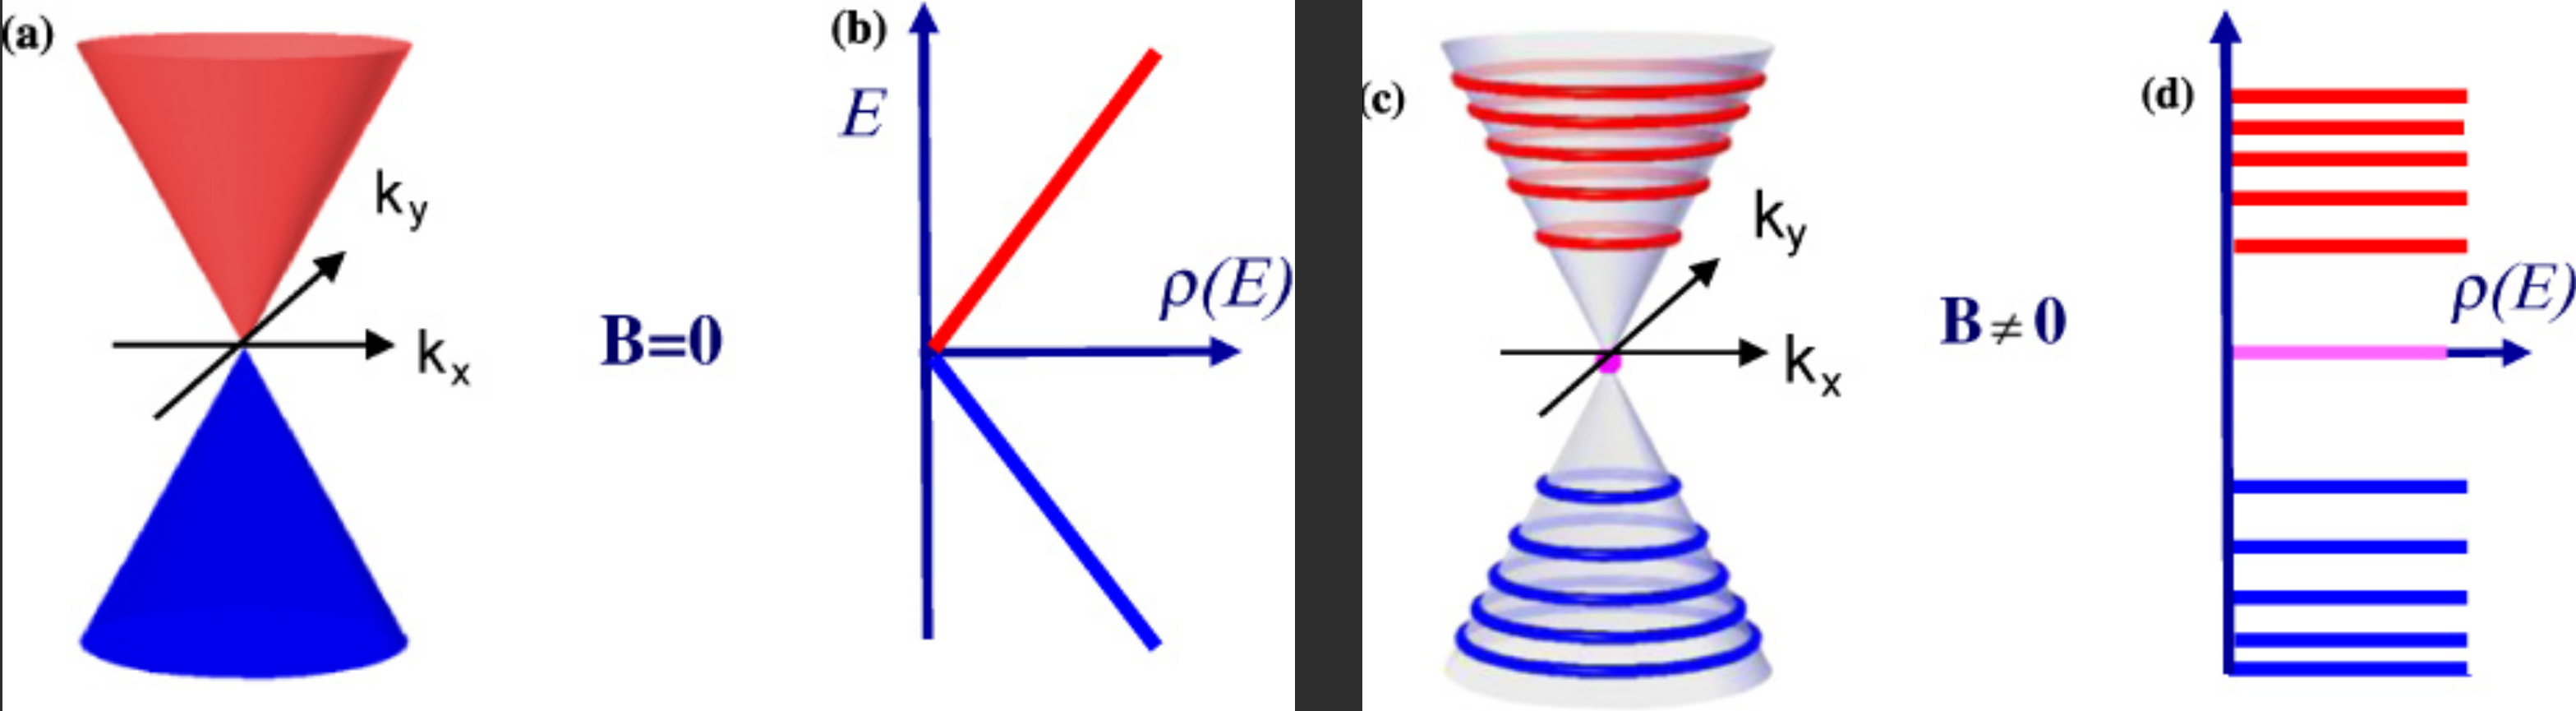 (a)
k_y
k_x
B=0
(b)
E
ρ(E)
(c)
k_y
k_x
B≠0
(d)
ρ(E)